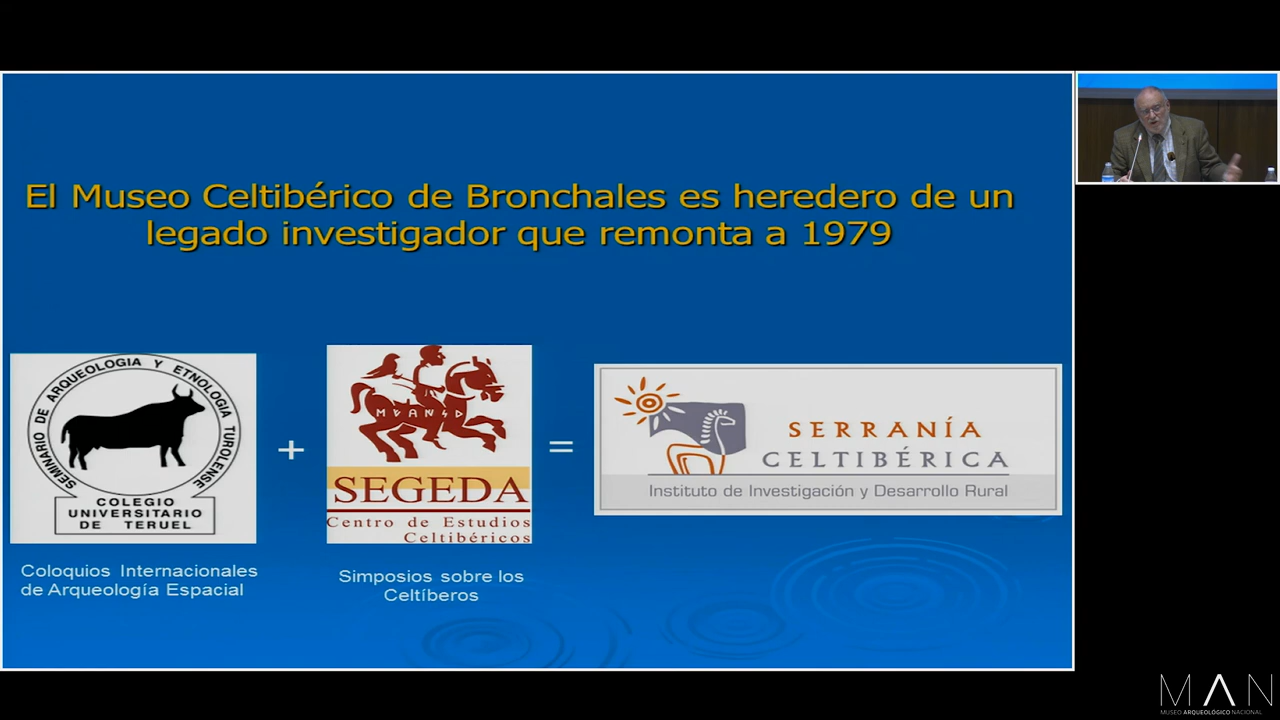 El Museo Celtibérico de Bronchales es heredero de un
legado investigador que remonta a 1979
SEMINARIO DE ARQUEOLOGIA Y ETNOLOGIA TUROLENSE
COLEGIO
UNIVERSITARIO
DE TERUEL
+
SEGEDA
Centro de Estudios
Celtibéricos
=
SERRANÍA
CELTIBÉRICA
Instituto de Investigación y Desarrollo Rural
Coloquios Internacionales
de Arqueología Espacial
Simposios sobre los
Celtíberos
MAN
MUSEO ARQUEOLÓGICO NACIONAL